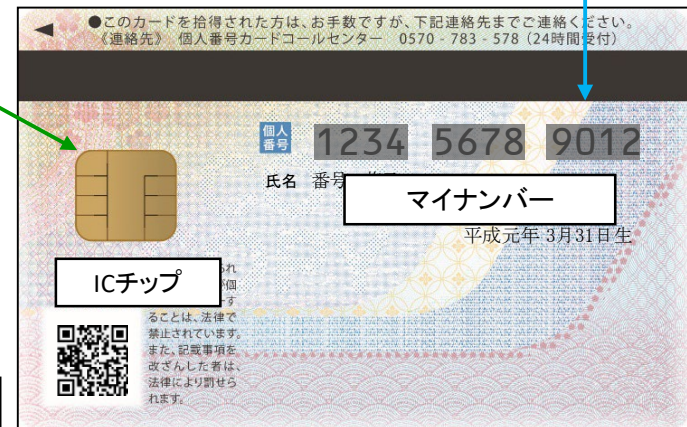 ●このカードを拾得された方は、お手数ですが、下記連絡先までご連絡ください。
《連絡先》 個人番号カードコールセンター 0570-783-578(24時間受付)
個人番号 1234 5678 9012
氏名 番号
マイナンバー
平成元年 3月31日生
ICチップ
られ
個
す
ることは、法律で
禁止されています。
また、記載事項を
改ざんした者は、
法律により罰せら
れます。